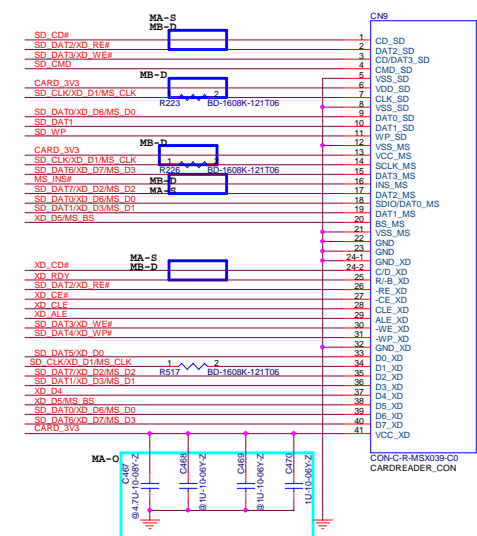 CN9
MA-S
MB-D
SD_CD# 1 CD_SD
SD_DAT2/XD_RE# 2 DAT2_SD
SD_DAT3/XD_WE# 3 CD/DAT3_SD
SD_CMD 4 CMD_SD
5 VSS_SD
MB-D
CARD_3V3 6 VDD_SD
SD_CLK/XD_D1/MS_CLK 2 7 CLK_SD
R223 BD-1608K-121T06
8 VSS_SD
SD_DAT0/XD_D6/MS_D0 9 DAT0_SD
SD_DAT1 10 DAT1_SD
SD_WP 11 WP_SD
12 VSS_MS
MB-D
CARD_3V3 13 VCC_MS
SD_CLK/XD_D1/MS_CLK 1 2 14 SCLK_MS
SD_DAT6/XD_D7/MS_D3 R226 BD-1608K-121T06 15 DAT3_MS
MS_INS# MB-D 16 INS_MS
SD_DAT7/XD_D2/MS_D2 MA-S 17 DAT2_MS
SD_DAT0/XD_D6/MS_D0 18 SDIO/DAT0_MS
SD_DAT1/XD_D3/MS_D1 19 DAT1_MS
XD_D5/MS_BS 20 BS_MS
21 VSS_MS
22 GND
23 GND
MA-S
MB-D
24-1 GND_XD
XD_CD# 24-2 C/D_XD
XD_RDY 25 R/-B_XD
SD_DAT2/XD_RE# 26 -RE_XD
XD_CE# 27 -CE_XD
XD_CLE 28 CLE_XD
XD_ALE 29 ALE_XD
SD_DAT3/XD_WE# 30 -WE_XD
SD_DAT4/XD_WP# 31 -WP_XD
32 GND_XD
SD_DAT5/XD_D0 33 D0_XD
SD_CLK/XD_D1/MS_CLK 1 2 34 D1_XD
SD_DAT7/XD_D2/MS_D2 R517 BD-1608K-121T06 35 D2_XD
SD_DAT1/XD_D3/MS_D1 36 D3_XD
XD_D4 37 D4_XD
XD_D5/MS_BS 38 D5_XD
SD_DAT0/XD_D6/MS_D0 39 D6_XD
SD_DAT6/XD_D7/MS_D3 40 D7_XD
CARD_3V3 41 VCC_XD
CON-C-R-MSX039-C0
CARDREADER_CON
MA-O
C467
@4.7U-10-08Y-Z
C468
@1U-10-06Y-Z
C469
@1U-10-06Y-Z
C470
1U-10-06Y-Z